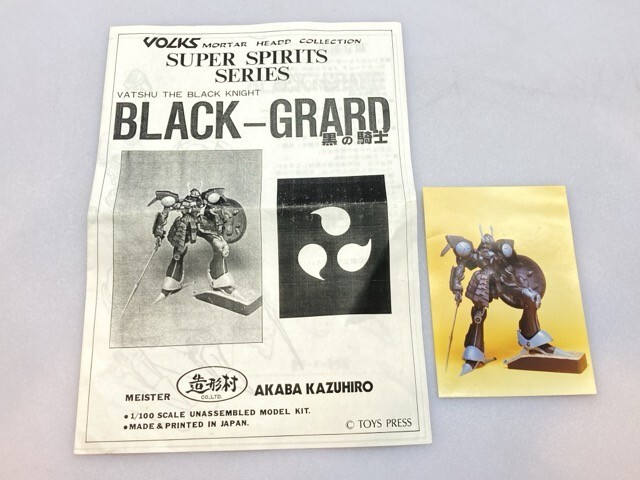 VOLKS MORTAR HEADD COLLECTION
SUPER SPIRITS
SERIES
VATSHU THE BLACK KNIGHT
BLACK-GRARD
黒の騎士
MEISTER 造形村 CO.,LTD. AKABA KAZUHIRO
•1/100 SCALE UNASSEMBLED MODEL KIT.
•MADE & PRINTED IN JAPAN.
© TOYS PRESS